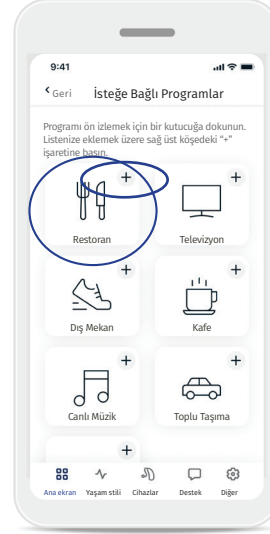 9:41
Geri İsteğe Bağlı Programlar
Programı ön izlemek için bir kutucuğa dokunun.
Listenize eklemek üzere sağ üst köşedeki “+”
işaretine basın.
+ +
Restoran Televizyon
+ +
Dış Mekan Kafe
+ +
Canlı Müzik Toplu Taşıma
+
Ana ekran Yaşam stili Cihazlar Destek Diğer